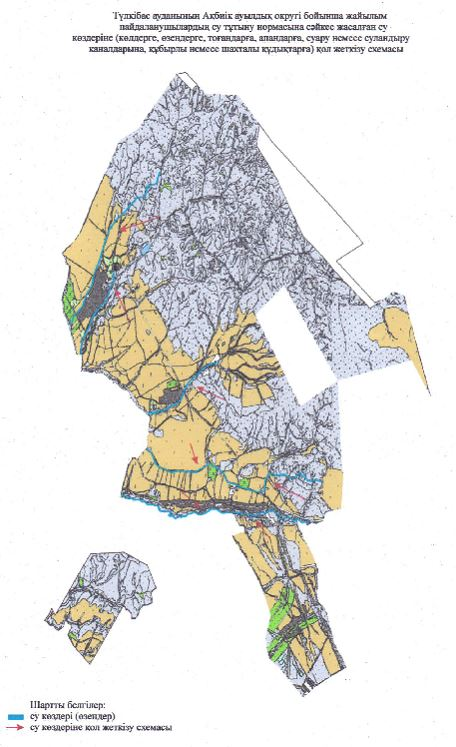 Түлкібас ауданының Ақбиік ауылдық округі бойынша жайылым
пайдаланушылардың су тұтыну нормасына сәйкес жасалған су
көздеріне (көлдерге, өзендерге, тоғандарға, апандарға, суару немесе суландыру
каналдарына, құбырлы немесе шахталы құдықтарға) қол жеткізу схемасы
Шартты белгілер:
су көздері (өзендер)
су көздеріне қол жеткізу схемасы